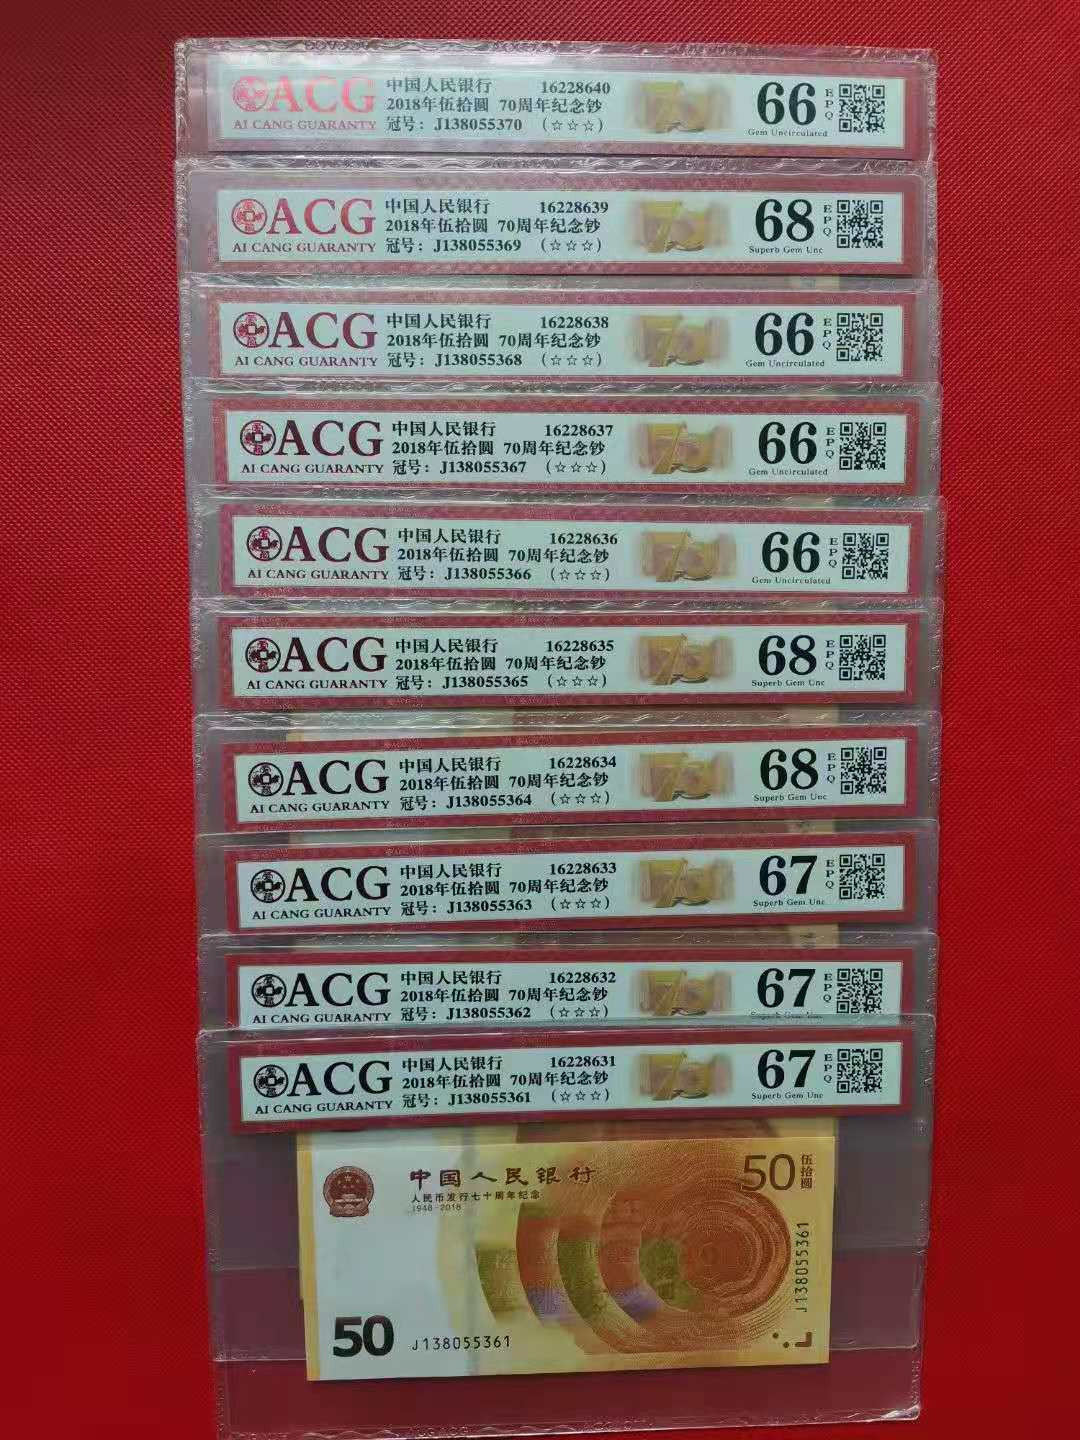 ACG 中国人民银行 16228640
2018年伍拾圆 70周年纪念钞 66 EPQ
AI CANG GUARANTY 冠号: J138055370 (☆☆☆) Gem Uncirculated
ACG 中国人民银行 16228639
2018年伍拾圆 70周年纪念钞 68 EPQ
AI CANG GUARANTY 冠号: J138055369 (☆☆☆) Superb Gem Unc
ACG 中国人民银行 16228638
2018年伍拾圆 70周年纪念钞 66 EPQ
AI CANG GUARANTY 冠号: J138055368 (☆☆☆) Gem Uncirculated
ACG 中国人民银行 16228637
2018年伍拾圆 70周年纪念钞 66 EPQ
AI CANG GUARANTY 冠号: J138055367 (☆☆☆) Gem Uncirculated
ACG 中国人民银行 16228636
2018年伍拾圆 70周年纪念钞 66 EPQ
AI CANG GUARANTY 冠号: J138055366 (☆☆☆) Gem Uncirculated
ACG 中国人民银行 16228635
2018年伍拾圆 70周年纪念钞 68 EPQ
AI CANG GUARANTY 冠号: J138055365 (☆☆☆) Superb Gem Unc
ACG 中国人民银行 16228634
2018年伍拾圆 70周年纪念钞 68 EPQ
AI CANG GUARANTY 冠号: J138055364 (☆☆☆) Superb Gem Unc
ACG 中国人民银行 16228633
2018年伍拾圆 70周年纪念钞 67 EPQ
AI CANG GUARANTY 冠号: J138055363 (☆☆☆) Superb Gem Unc
ACG 中国人民银行 16228632
2018年伍拾圆 70周年纪念钞 67 EPQ
AI CANG GUARANTY 冠号: J138055362 (☆☆☆) Superb Gem Unc
ACG 中国人民银行 16228631
2018年伍拾圆 70周年纪念钞 67 EPQ
AI CANG GUARANTY 冠号: J138055361 (☆☆☆) Superb Gem Unc
中国人民银行 50 伍拾圆
人民币发行七十周年纪念
1948-2018
J138055361
50 J138055361